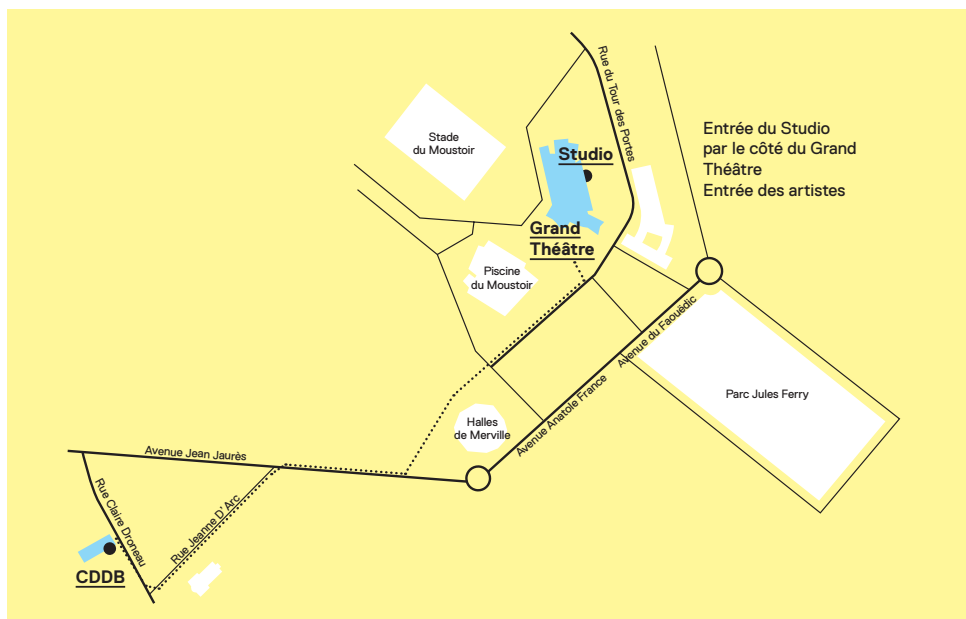 Rue du Tour des Portes
Stade
du Moustoir
Entrée du Studio
par le côté du Grand
Théâtre
Entrée des artistes
Studio
Grand
Théâtre
Piscine
du Moustoir
Avenue du Faouëdic
Parc Jules Ferry
Avenue Anatole France
Halles
de Merville
Avenue Jean Jaurès
Rue Claire Droneau
Rue Jeanne D'Arc
CDDB